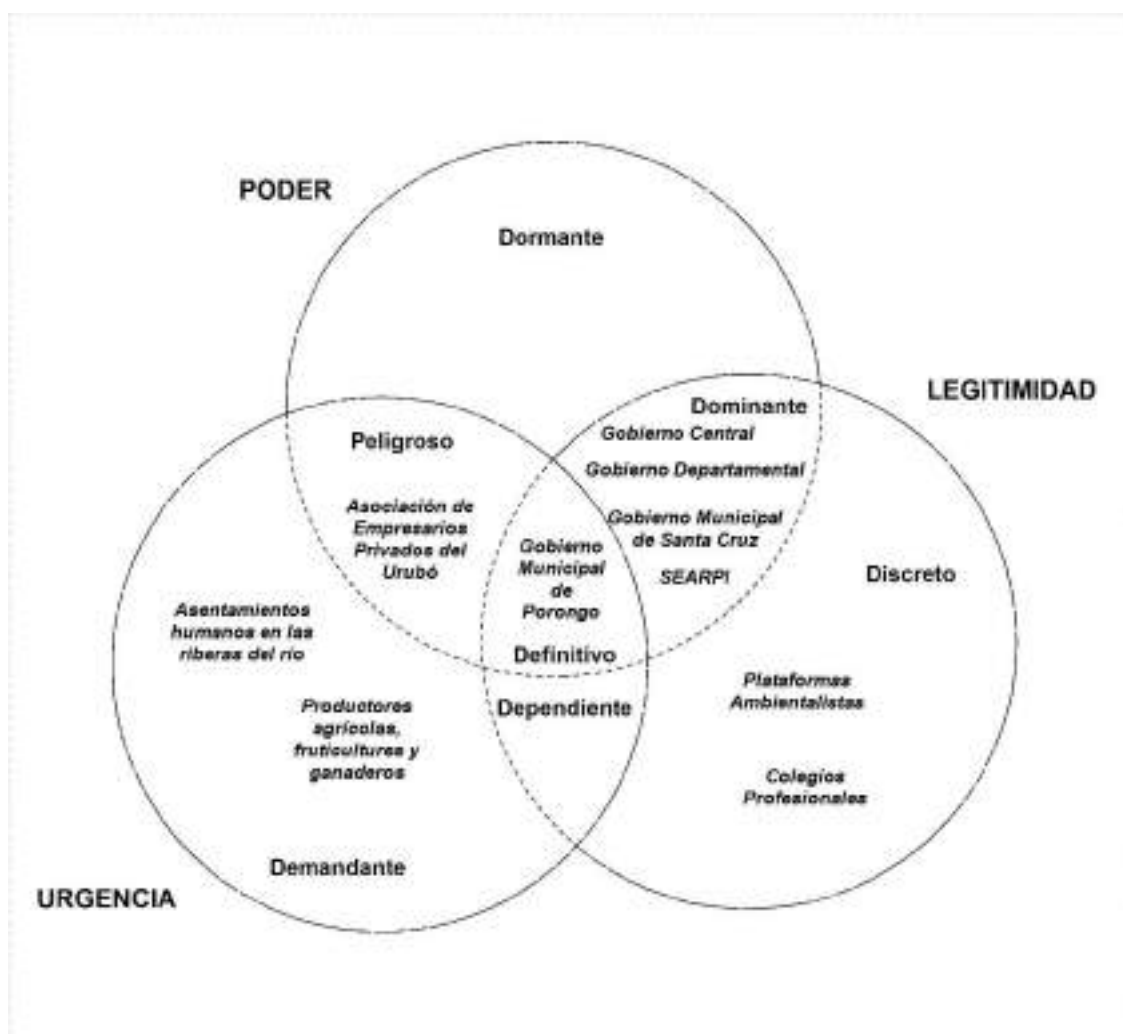 PODER
Dormante
LEGITIMIDAD
Dominante
Gobierno Central
Gobierno Departamental
Gobierno Municipal
de Santa Cruz
SEARPI
Peligroso
Asociación de
Empresarios
Privados del
Urubó
Gobierno
Municipal
de
Porongo
Definitivo
Discreto
Asentamientos
humanos en las
riberas del río
Dependiente
Plataformas
Ambientalistas
Productores
agrícolas,
fruticultures y
ganaderos
Colegios
Profesionales
Demandante
URGENCIA